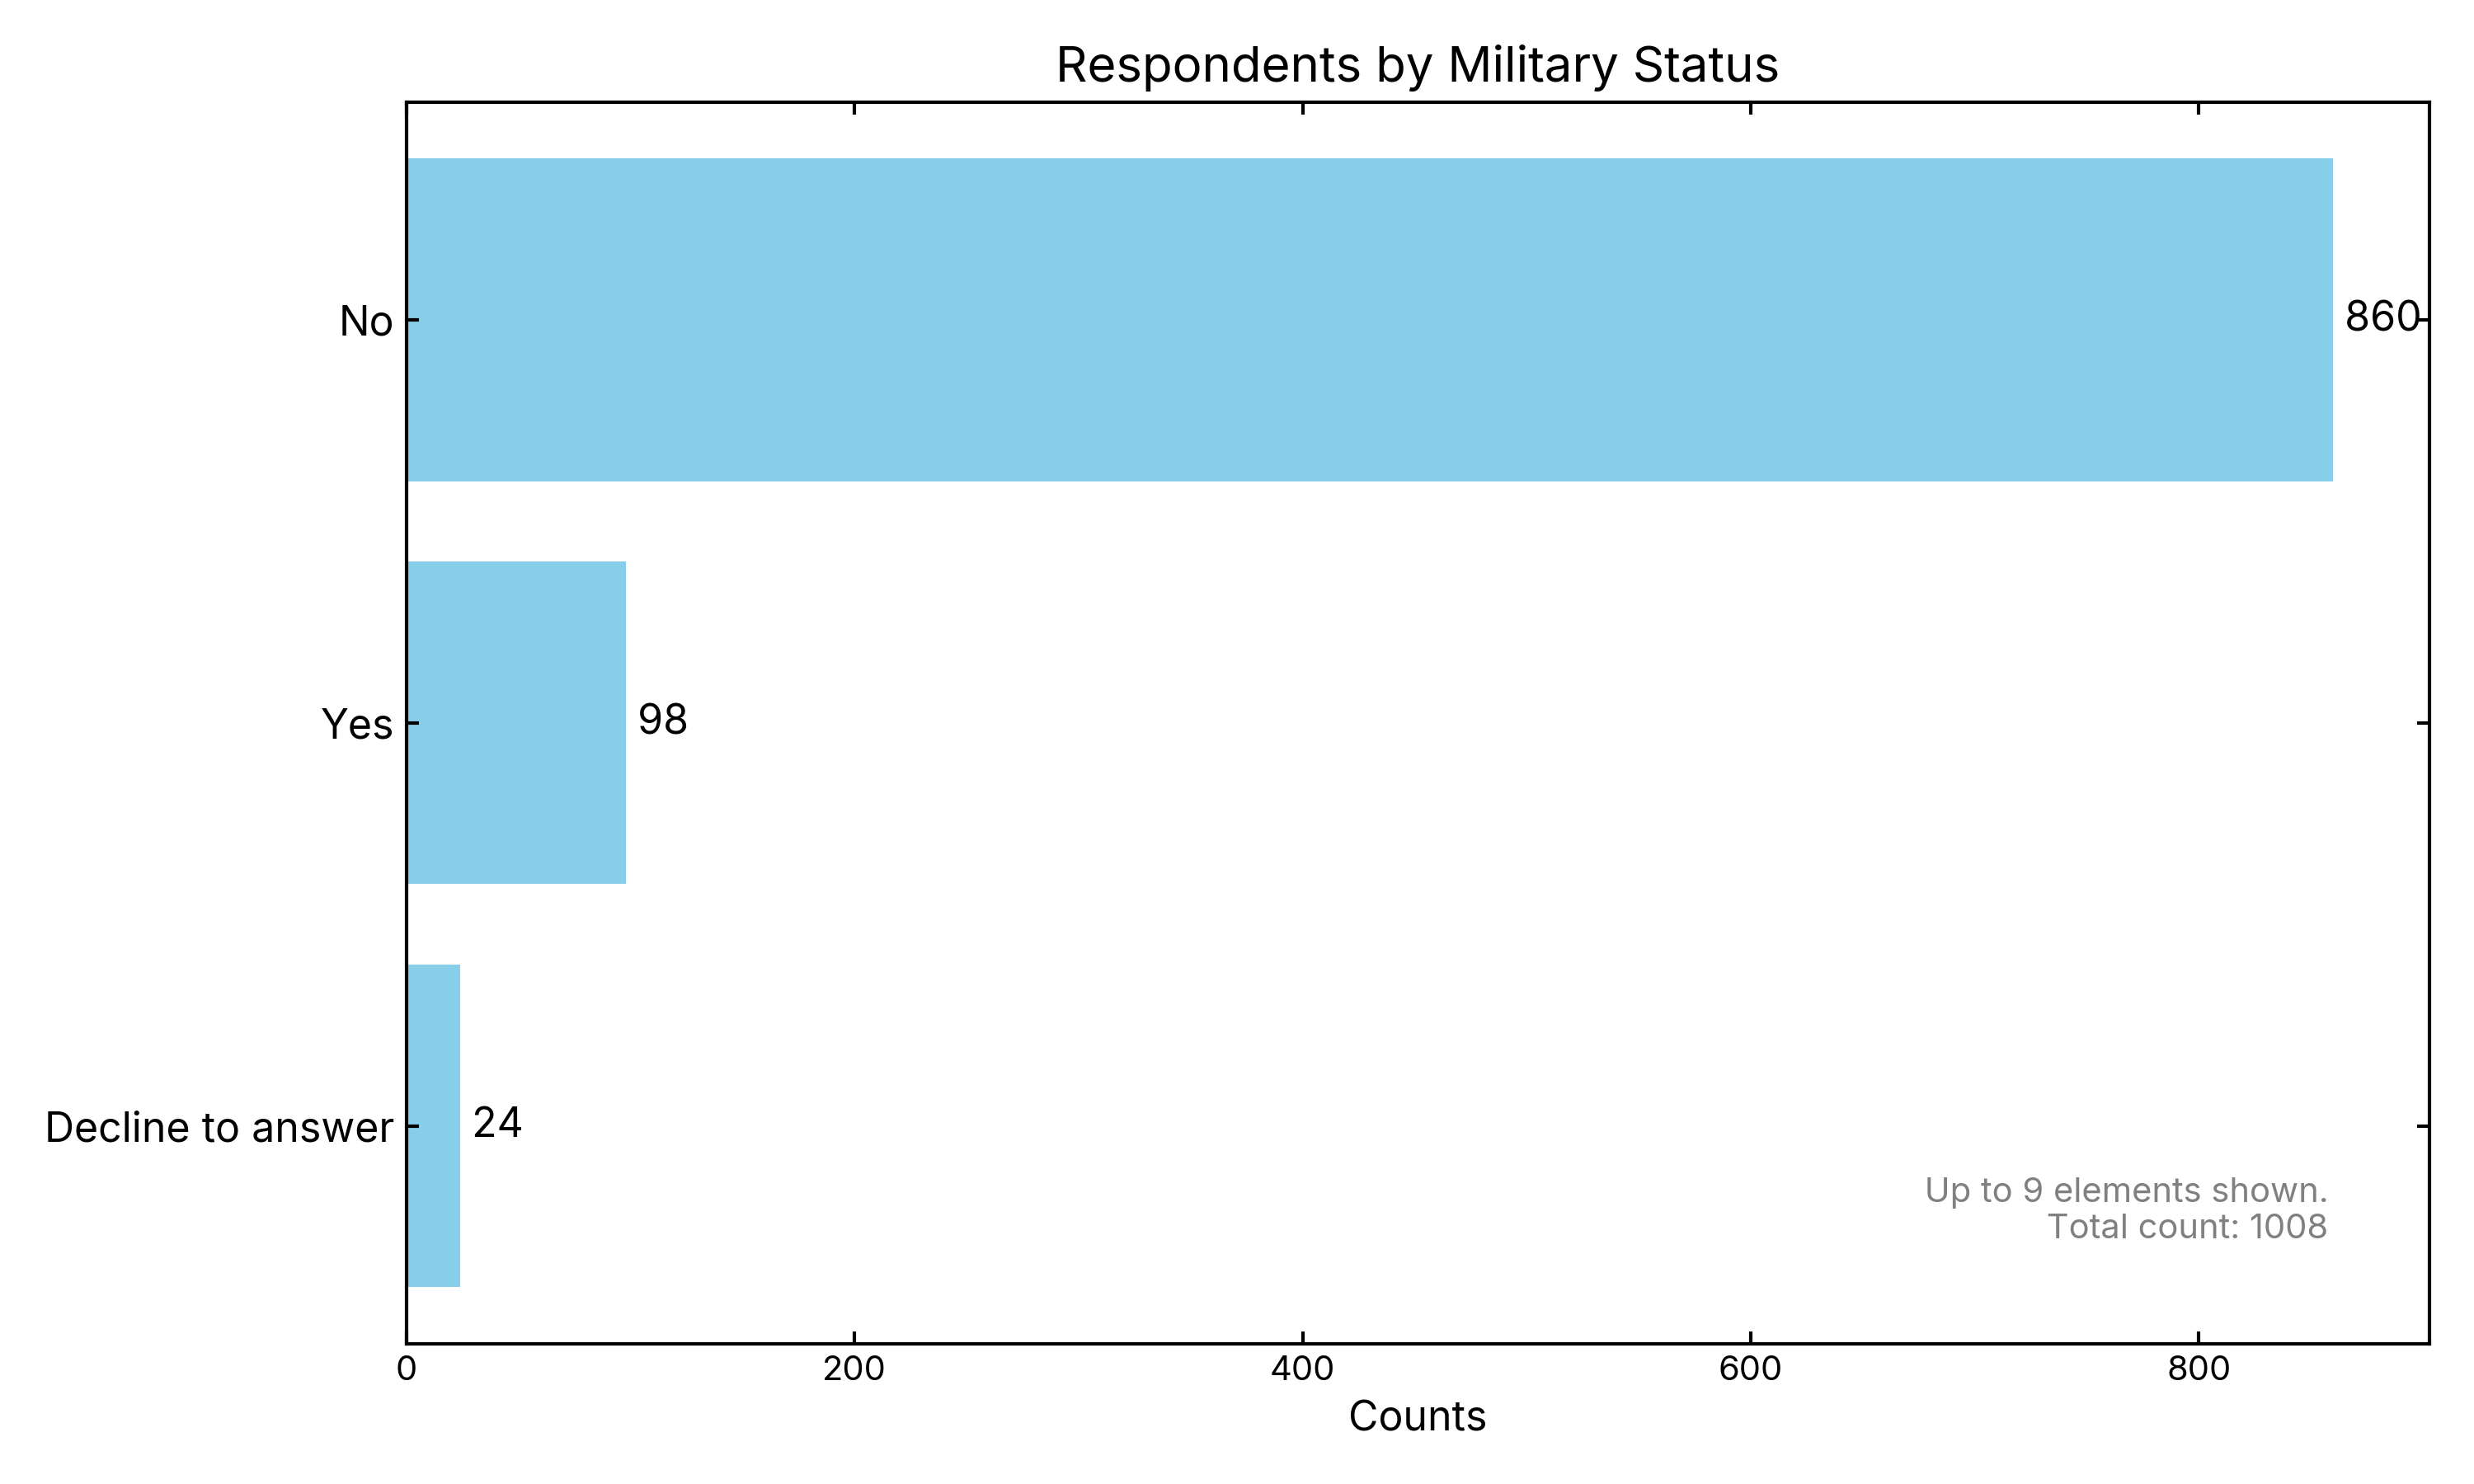 Respondents by Military Status
No
860
Yes
98
Decline to answer
24
Up to 9 elements shown.
Total count: 1008
0
200
400
600
800
Counts